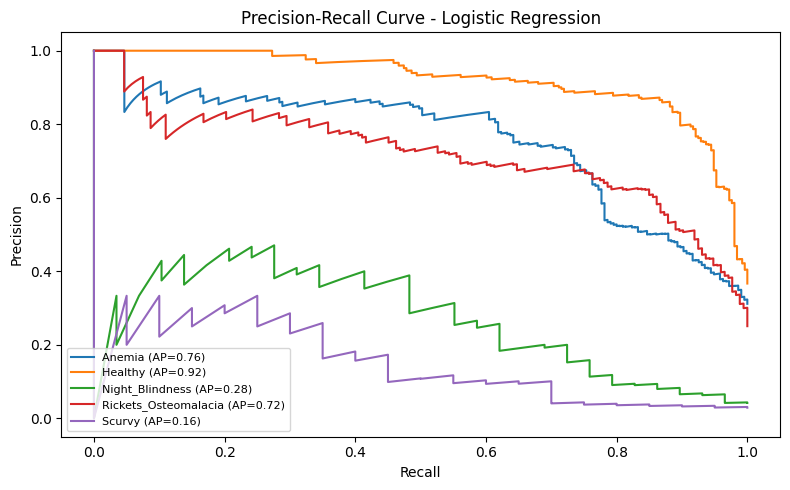 Precision-Recall Curve - Logistic Regression
Precision
1.0
0.8
0.6
0.4
0.2
0.0
Anemia (AP=0.76)
Healthy (AP=0.92)
Night_Blindness (AP=0.28)
Rickets_Osteomalacia (AP=0.72)
Scurvy (AP=0.16)
0.0 0.2 0.4 0.6 0.8 1.0
Recall